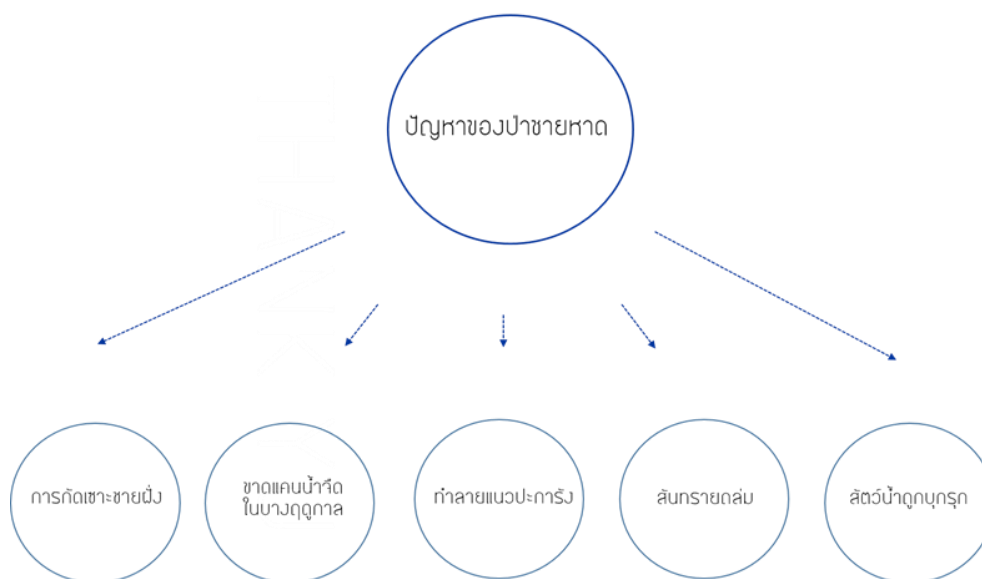 ปัญหาของป่าชายหาด
การกัดเซาะชายฝั่ง
ขาดแคนน้ำจืด
ในบางฤดูกาล
ทำลายแนวปะการัง
สันทรายถล่ม
สัตว์น้ำถูกบุกรุก